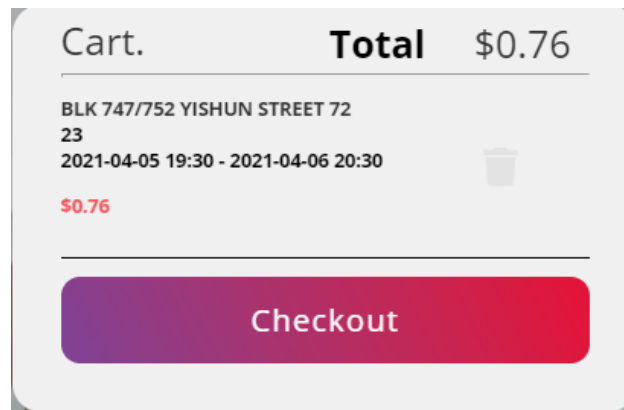 Cart. Total $0.76
BLK 747/752 YISHUN STREET 72
23
2021-04-05 19:30 - 2021-04-06 20:30
$0.76
Checkout